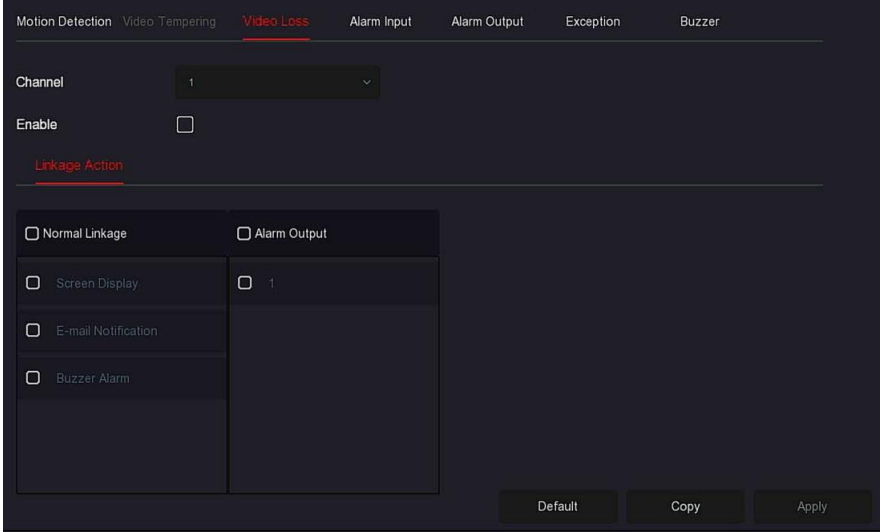 Motion Detection Video Tempering Video Loss Alarm Input Alarm Output Exception Buzzer
Channel 1
Enable
Linkage Action
Normal Linkage Alarm Output
Screen Display 1
E-mail Notification
Buzzer Alarm
Default Copy Apply